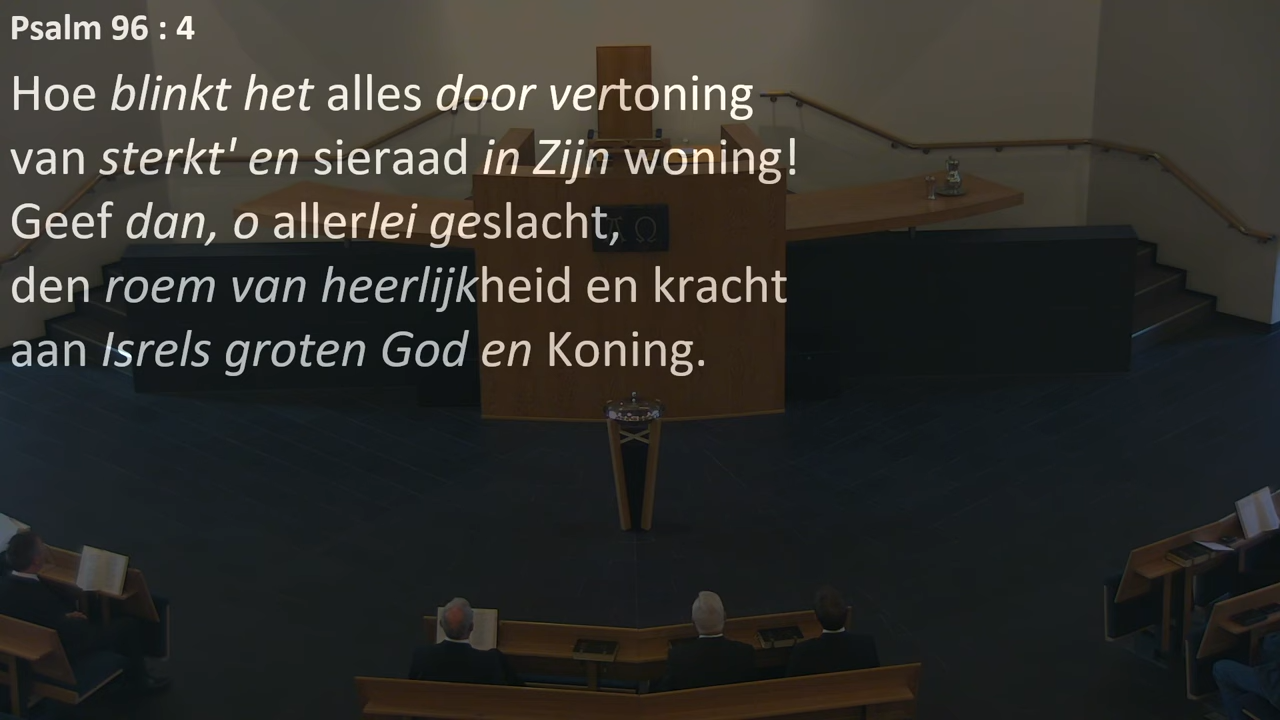 Psalm 96 : 4
Hoe blinkt het alles door vertoning
van sterkt' en sieraad in Zijn woning!
Geef dan, o allerlei geslacht,
den roem van heerlijkheid en kracht
aan Isrels groten God en Koning.
Α Ω